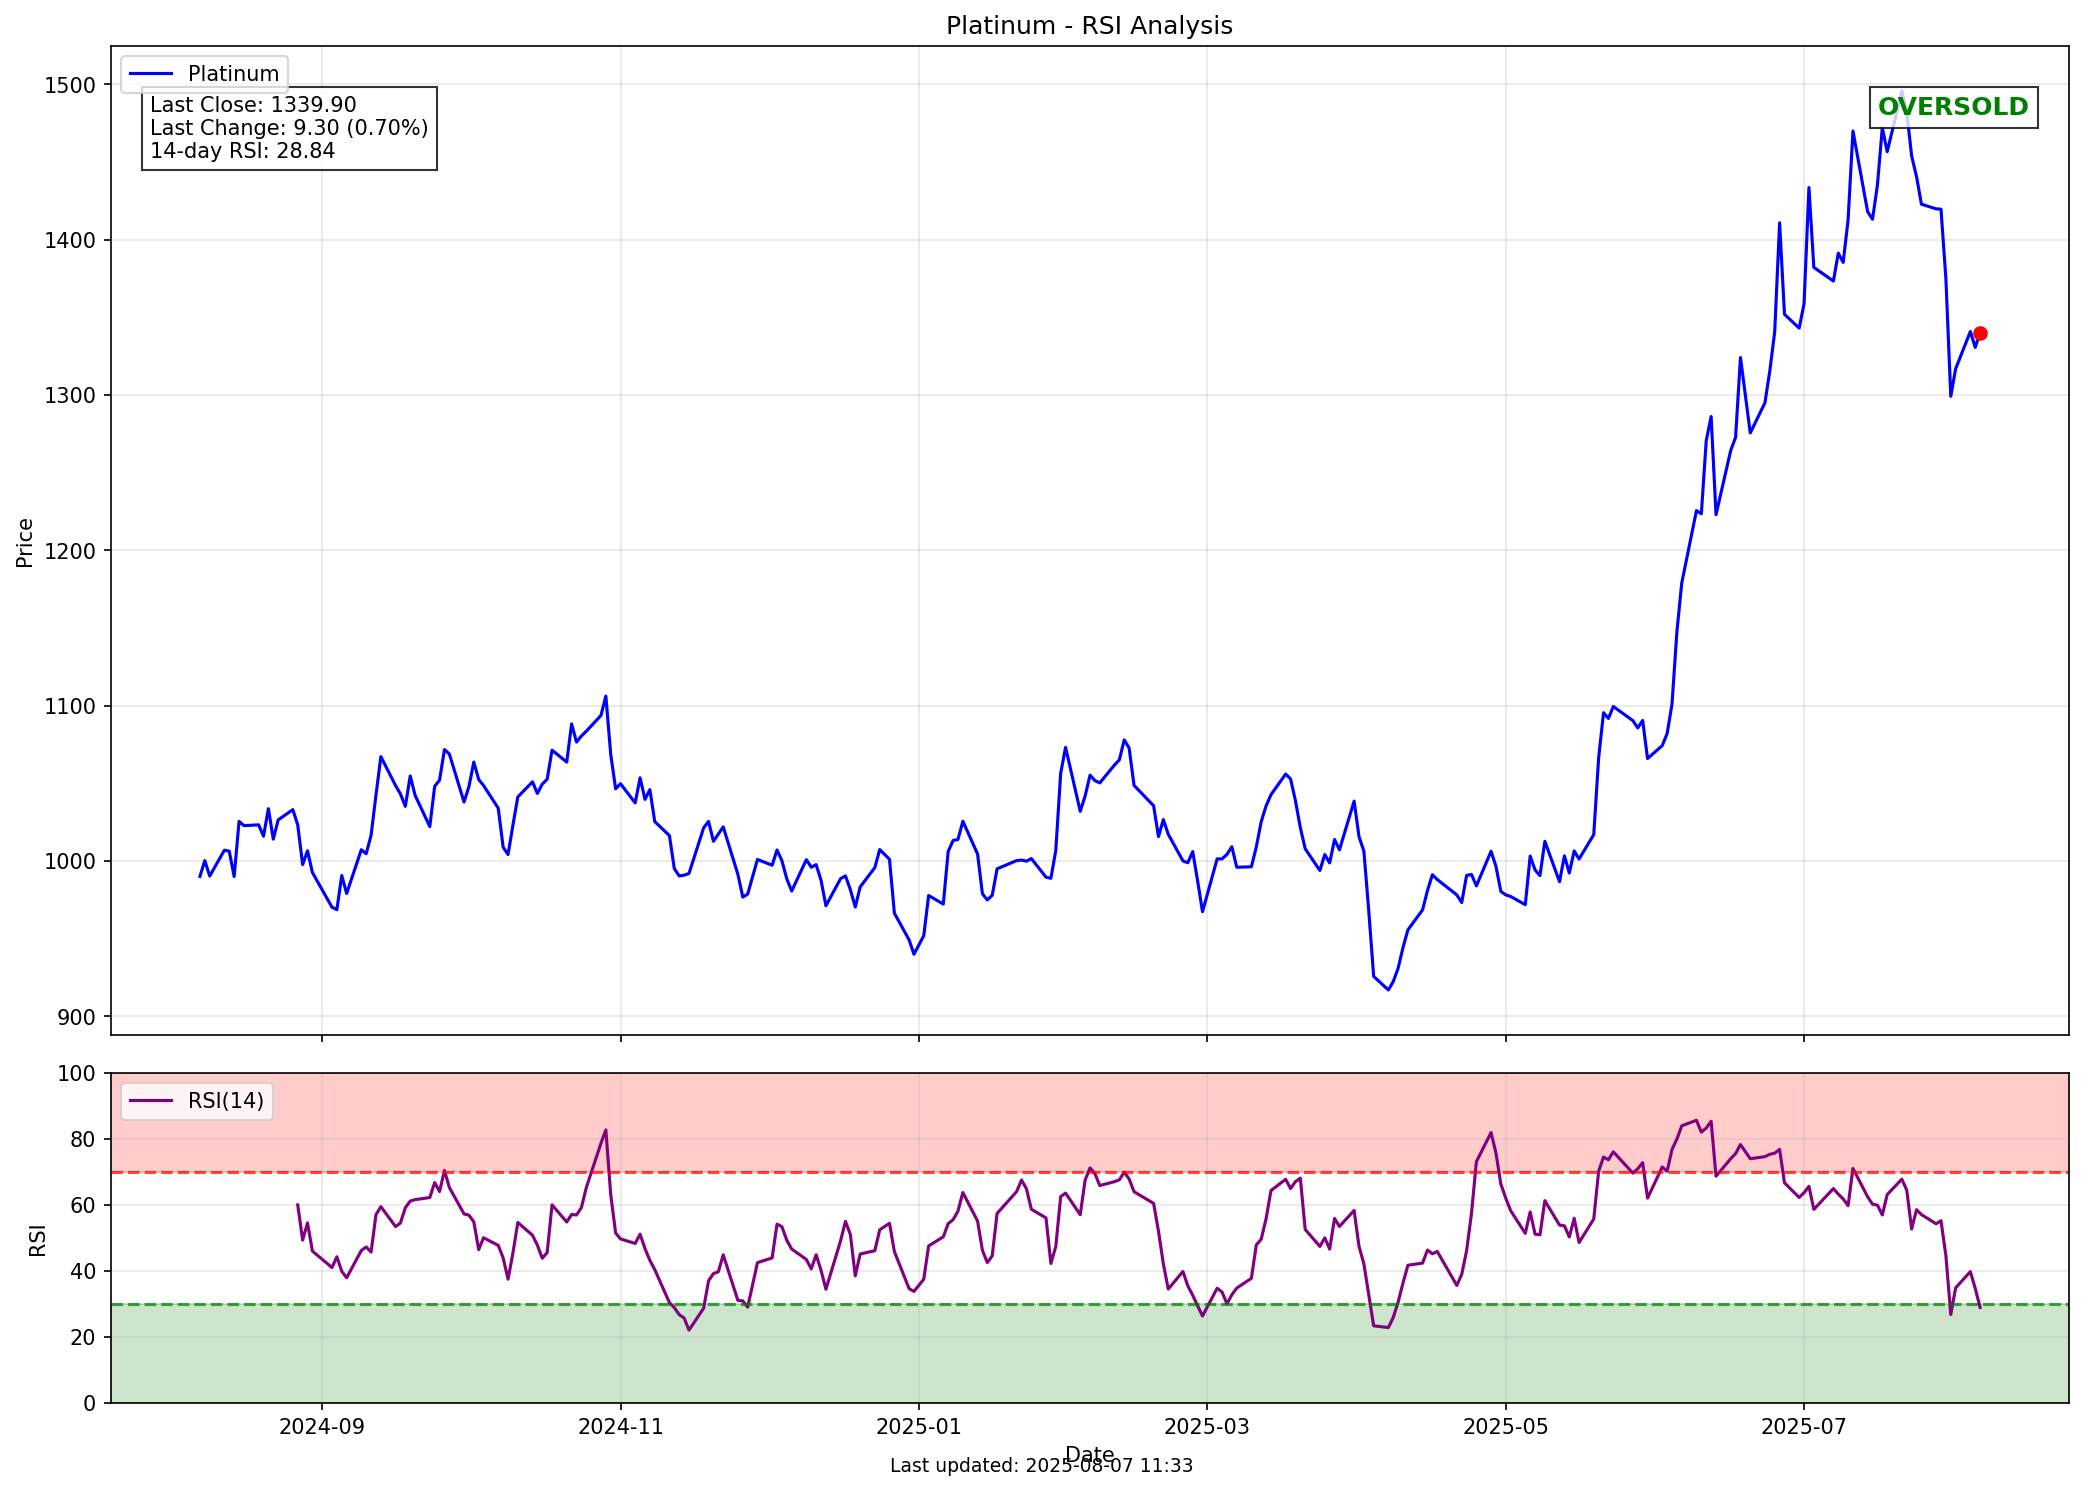 Platinum - RSI Analysis
Platinum
Last Close: 1339.90
Last Change: 9.30 (0.70%)
14-day RSI: 28.84
OVERSOLD
1500
1400
1300
1200
1100
1000
900
Price
RSI(14)
100
80
60
40
20
0
RSI
2024-09
2024-11
2025-01
2025-03
2025-05
2025-07
Date
Last updated: 2025-08-07 11:33